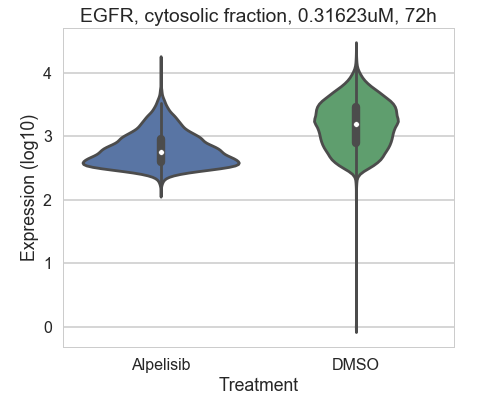 EGFR, cytosolic fraction, 0.31623uM, 72h
Expression (log10)
4
3
2
1
0
Alpelisib DMSO
Treatment